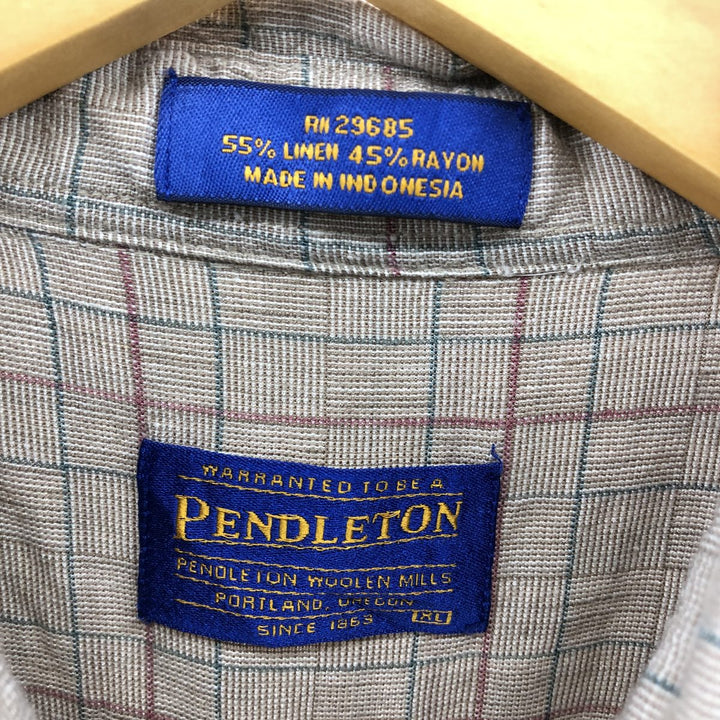 RN 29685
55% LINEN 45% RAYON
MADE IN INDONESIA
WARRANTED TO BE A
PENDLETON
PENDLETON WOOLEN MILLS
PORTLAND, OREGON
SINCE 1863 XL